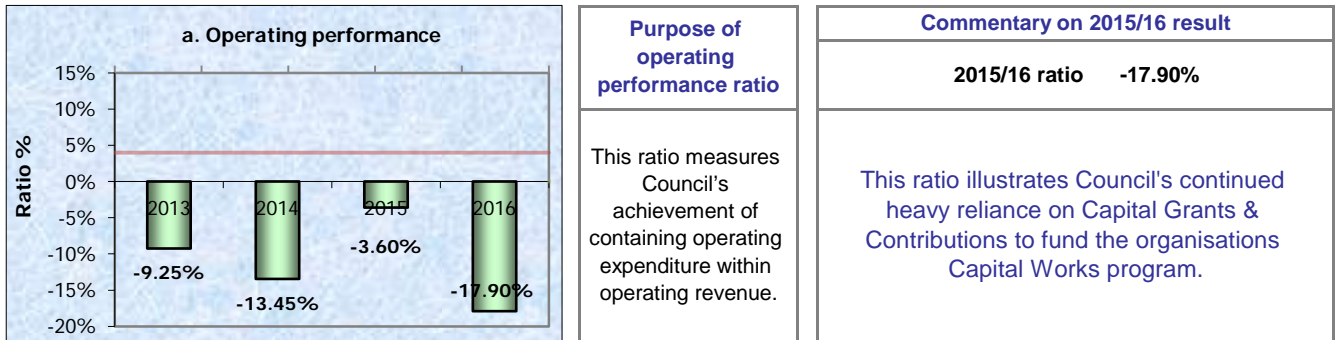 a. Operating performance
15%
10%
5%
0%
-5%
-10%
-15%
-20%
Ratio %
2013
2014
2015
2016
-9.25%
-13.45%
-3.60%
-17.90%
Purpose of
operating
performance ratio
This ratio measures
Council's
achievement of
containing operating
expenditure within
operating revenue.
Commentary on 2015/16 result
2015/16 ratio -17.90%
This ratio illustrates Council's continued
heavy reliance on Capital Grants &
Contributions to fund the organisations
Capital Works program.